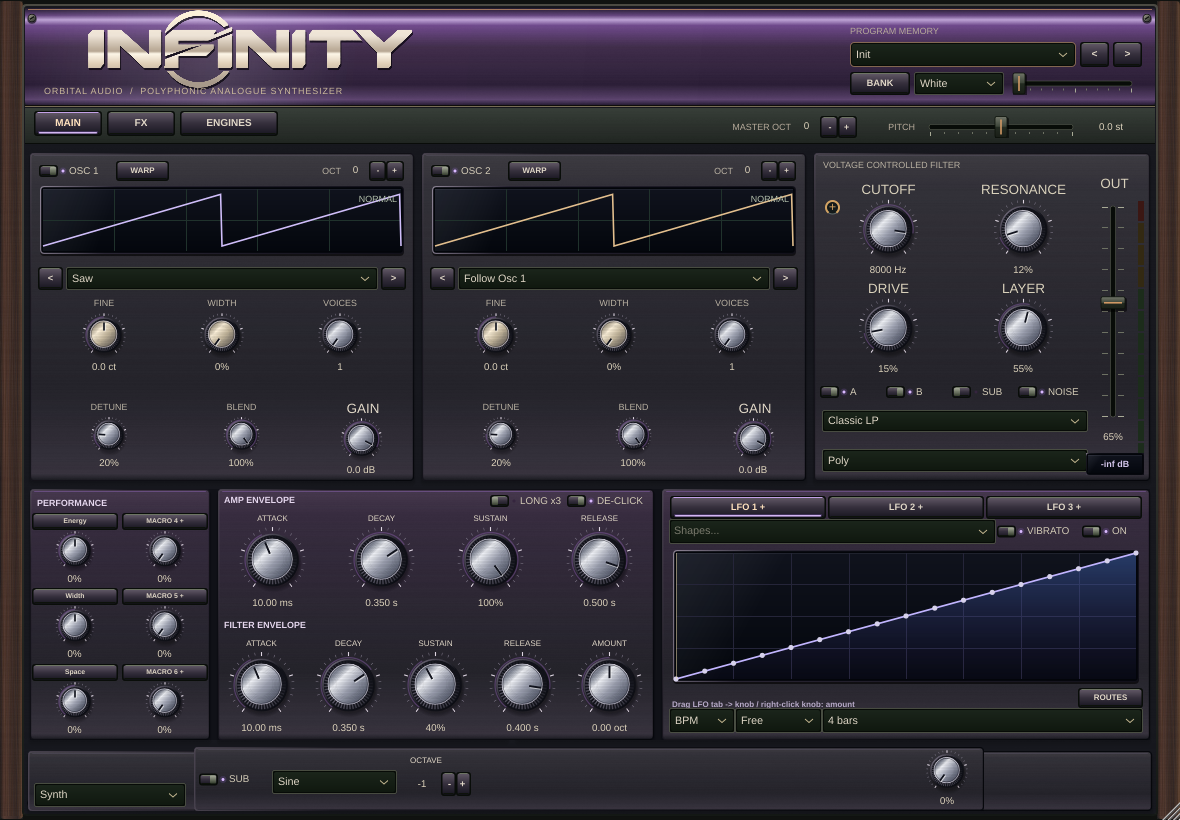 INFINITY
ORBITAL AUDIO / POLYPHONIC ANALOGUE SYNTHESIZER
PROGRAM MEMORY
Init
< >
BANK White
MAIN FX ENGINES
MASTER OCT 0 - + PITCH 0.0 st
OSC 1 WARP OCT 0 - +
NORMAL
< Saw >
FINE WIDTH VOICES
0.0 ct 0% 1
DETUNE BLEND GAIN
20% 100% 0.0 dB
OSC 2 WARP OCT 0 - +
NORMAL
< Follow Osc 1 >
FINE WIDTH VOICES
0.0 ct 0% 1
DETUNE BLEND GAIN
20% 100% 0.0 dB
VOLTAGE CONTROLLED FILTER
CUTOFF RESONANCE OUT
8000 Hz 12%
DRIVE LAYER
15% 55%
A B SUB NOISE
Classic LP
65%
Poly
-inf dB
PERFORMANCE
Energy MACRO 4 +
0% 0%
Width MACRO 5 +
0% 0%
Space MACRO 6 +
0% 0%
AMP ENVELOPE LONG x3 DE-CLICK
ATTACK DECAY SUSTAIN RELEASE
10.00 ms 0.350 s 100% 0.500 s
FILTER ENVELOPE
ATTACK DECAY SUSTAIN RELEASE AMOUNT
10.00 ms 0.350 s 40% 0.400 s 0.00 oct
LFO 1 + LFO 2 + LFO 3 +
Shapes... VIBRATO ON
ROUTES
Drag LFO tab -> knob / right-click knob: amount
BPM Free 4 bars
Synth
SUB Sine
OCTAVE
-1 - +
0%